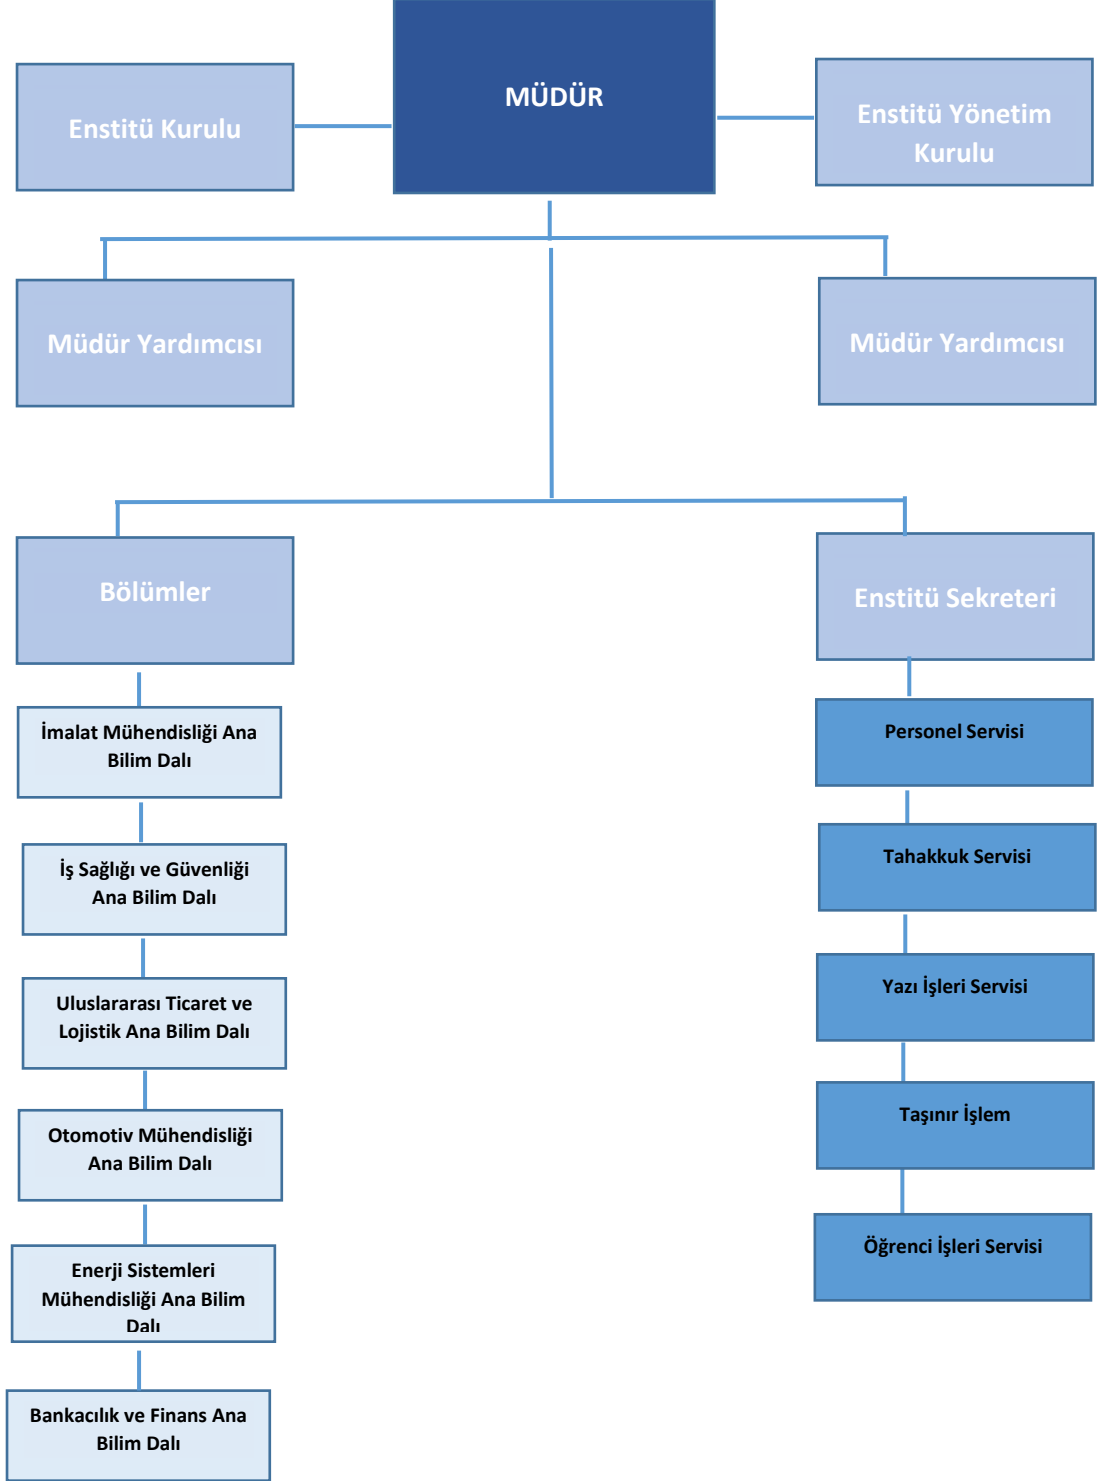 MÜDÜR
Enstitü Kurulu
Enstitü Yönetim
Kurulu
Müdür Yardımcısı
Müdür Yardımcısı
Bölümler
Enstitü Sekreteri
İmalat Mühendisliği Ana
Bilim Dalı
İş Sağlığı ve Güvenliği
Ana Bilim Dalı
Uluslararası Ticaret ve
Lojistik Ana Bilim Dalı
Otomotiv Mühendisliği
Ana Bilim Dalı
Enerji Sistemleri
Mühendisliği Ana Bilim
Dalı
Bankacılık ve Finans Ana
Bilim Dalı
Personel Servisi
Tahakkuk Servisi
Yazı İşleri Servisi
Taşınır İşlem
Öğrenci İşleri Servisi